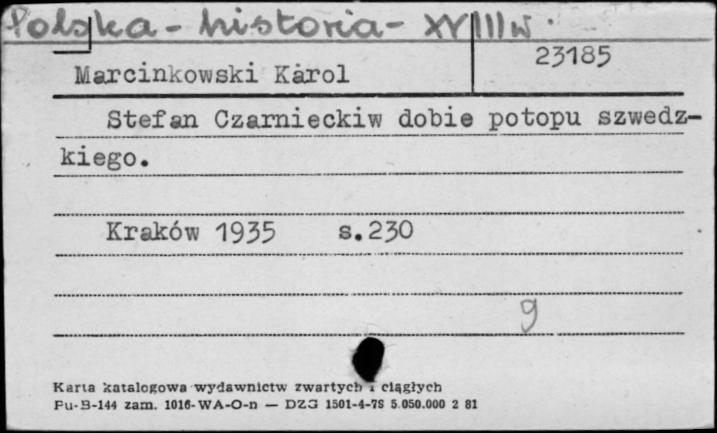 Polska - historia - XVIII w.
23185
Marcinkowski Karol
Stefan Czarnieckiw dobie potopu szwedz-
kiego.
Kraków 1935 s.230
9
Karta katalogowa wydawnictw zwartych i ciągłych
Pu-B-144 zam. 1016-WA-O-n — DZG 1501-4-78 5.050.000 2 81